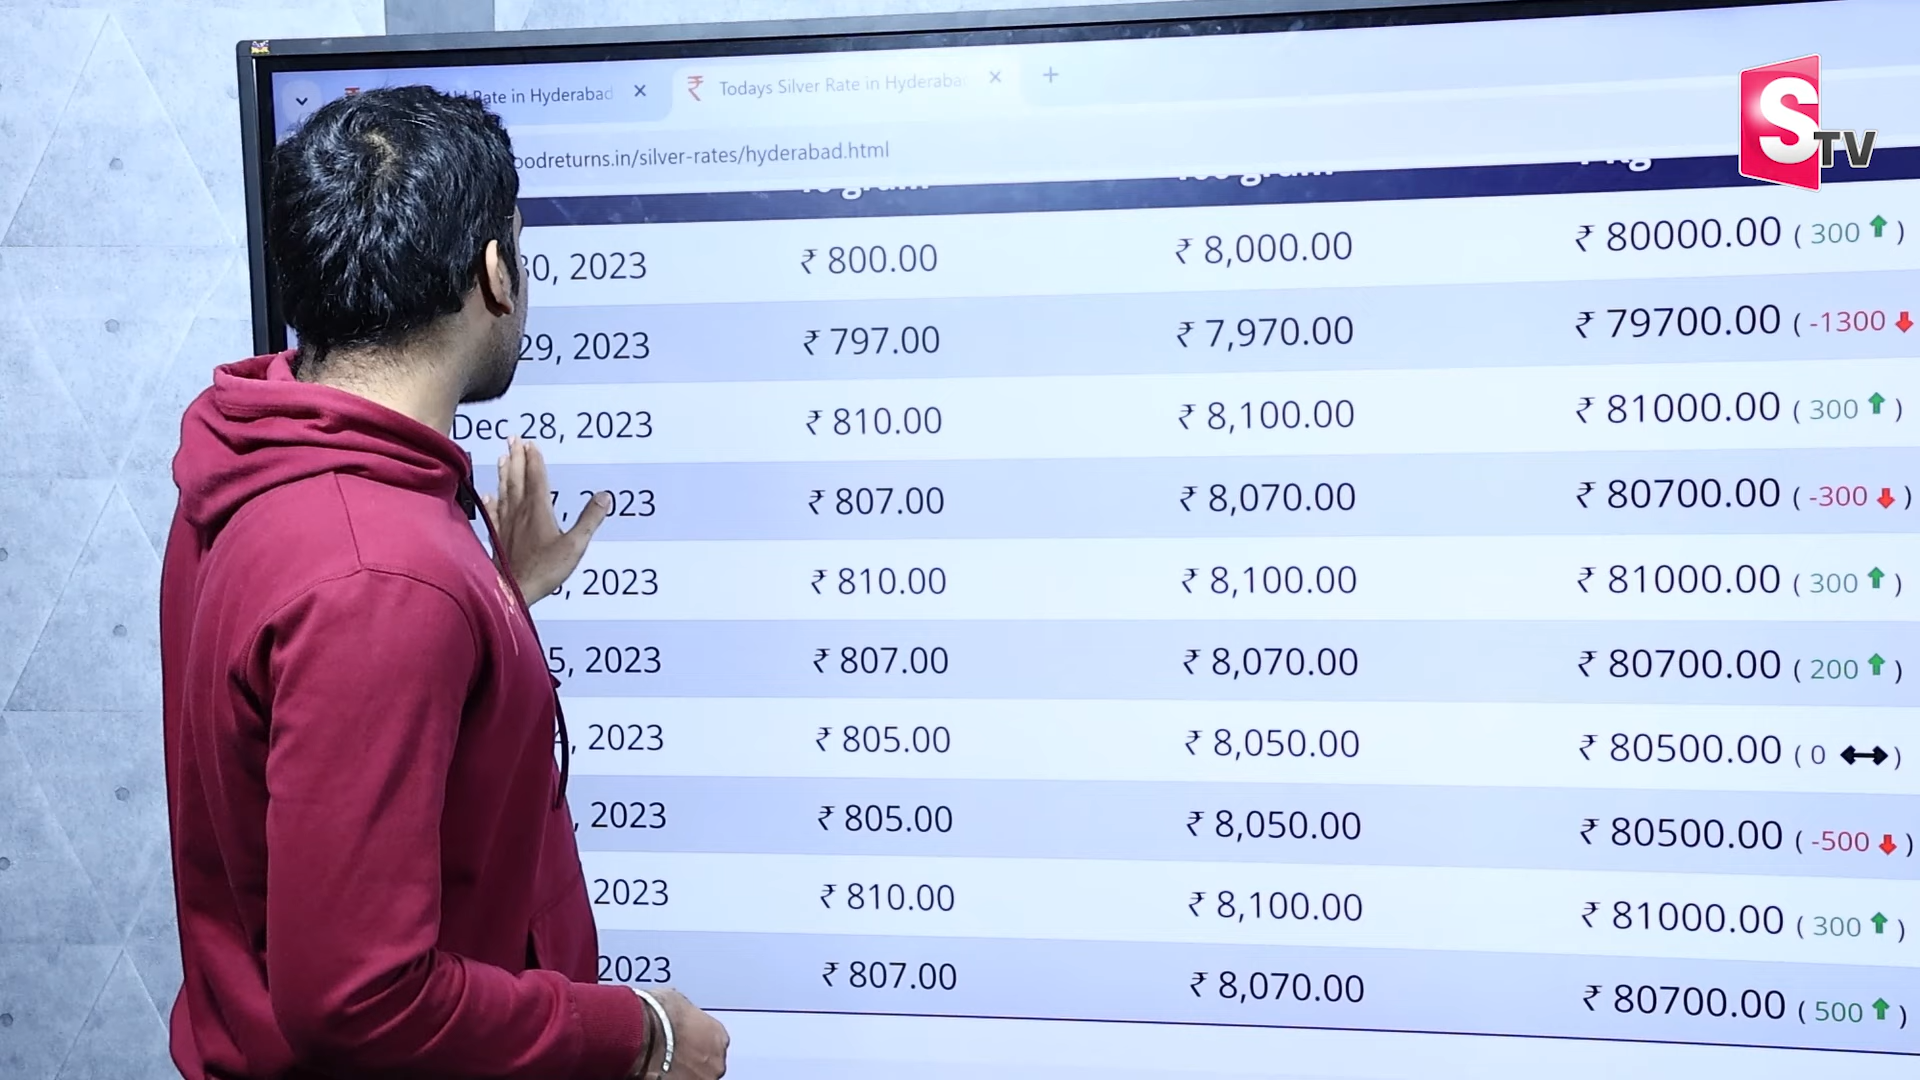 Rate in Hyderabad
Todays Silver Rate in Hyderabad
STV
oodreturns.in/silver-rates/hyderabad.html
30, 2023 ₹ 800.00 ₹ 8,000.00 ₹ 80000.00 ( 300 ⬆ )
29, 2023 ₹ 797.00 ₹ 7,970.00 ₹ 79700.00 ( -1300 ⬇
Dec 28, 2023 ₹ 810.00 ₹ 8,100.00 ₹ 81000.00 ( 300 ⬆ )
7, 2023 ₹ 807.00 ₹ 8,070.00 ₹ 80700.00 ( -300 ⬇ )
, 2023 ₹ 810.00 ₹ 8,100.00 ₹ 81000.00 ( 300 ⬆ )
5, 2023 ₹ 807.00 ₹ 8,070.00 ₹ 80700.00 ( 200 ⬆ )
, 2023 ₹ 805.00 ₹ 8,050.00 ₹ 80500.00 ( 0 ↔ )
, 2023 ₹ 805.00 ₹ 8,050.00 ₹ 80500.00 ( -500 ⬇ )
2023 ₹ 810.00 ₹ 8,100.00 ₹ 81000.00 ( 300 ⬆ )
2023 ₹ 807.00 ₹ 8,070.00 ₹ 80700.00 ( 500 ⬆ )